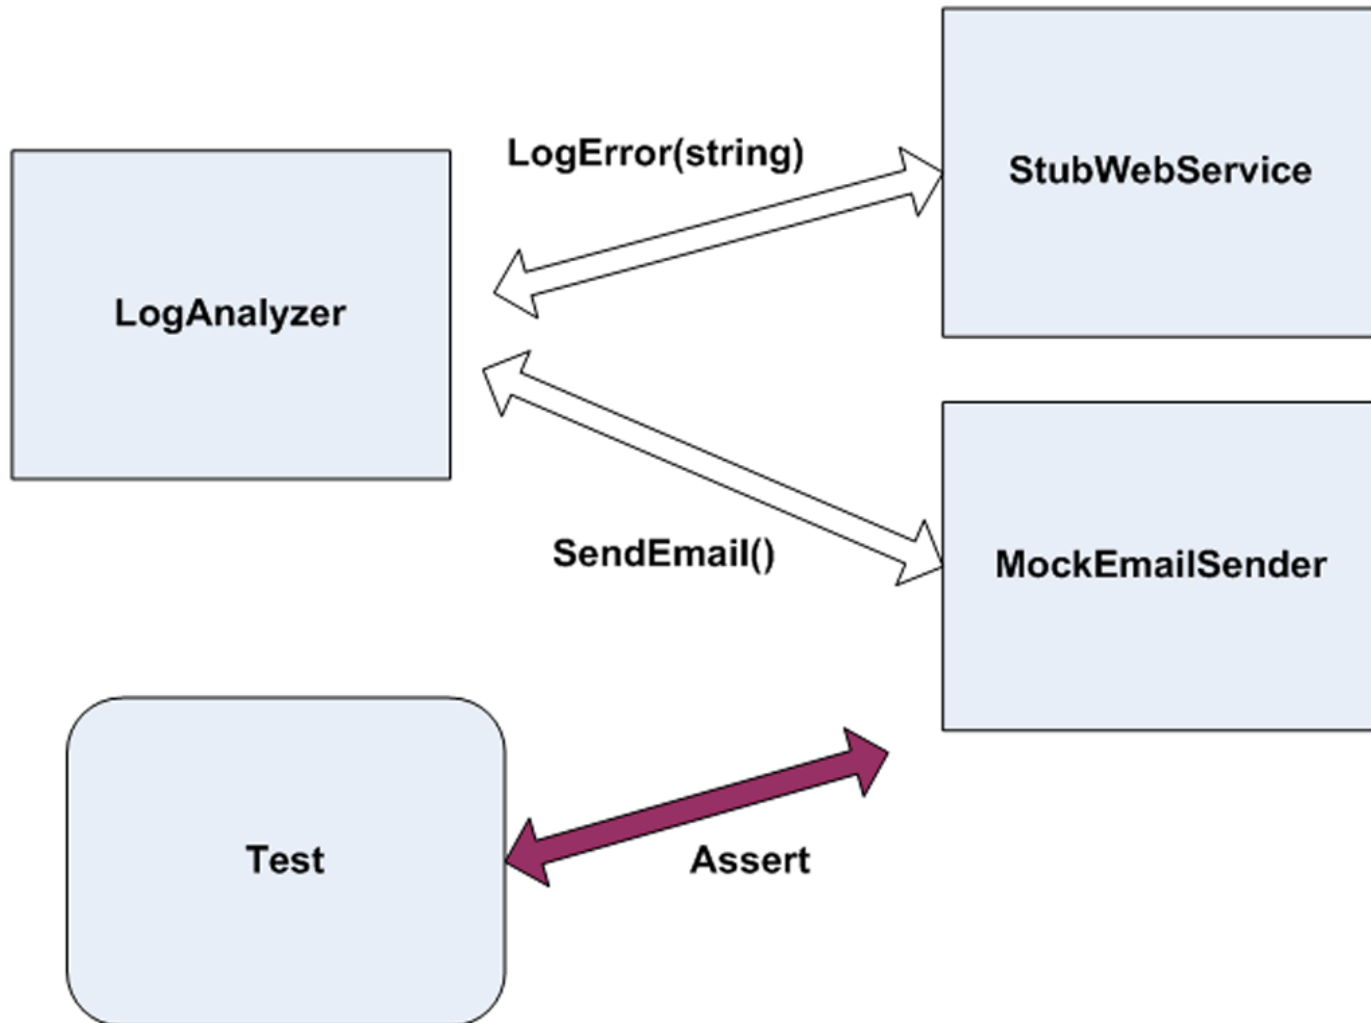 LogError(string)
StubWebService
LogAnalyzer
SendEmail()
MockEmailSender
Test
Assert